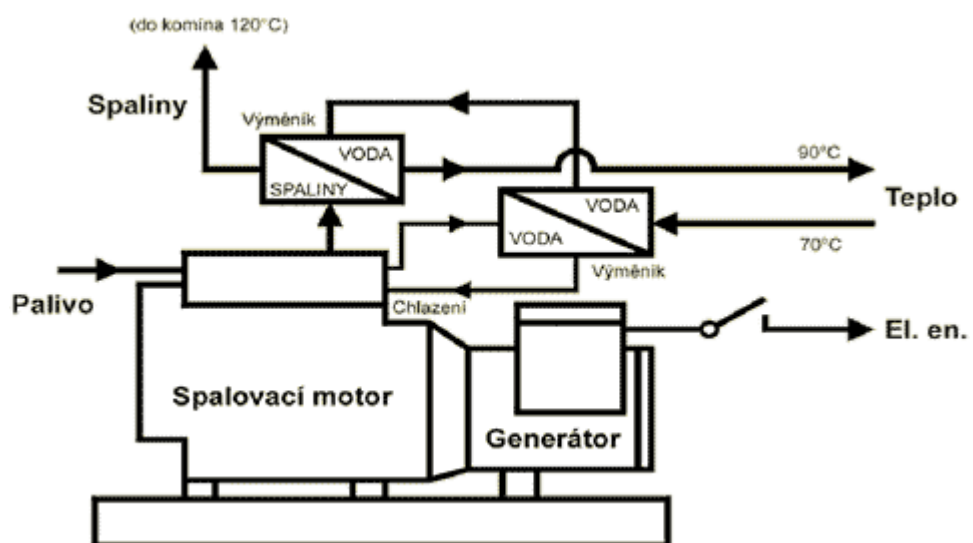 (do komína 120°C)
Spaliny
Výměník
VODA
SPALINY
90°C
Teplo
VODA
VODA
70°C
Výměník
Palivo
Chlazení
El. en.
Spalovací motor
Generátor